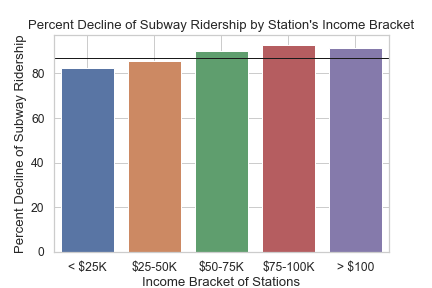 Percent Decline of Subway Ridership by Station's Income Bracket
Percent Decline of Subway Ridership
80
60
40
20
0
< $25K $25-50K $50-75K $75-100K > $100
Income Bracket of Stations